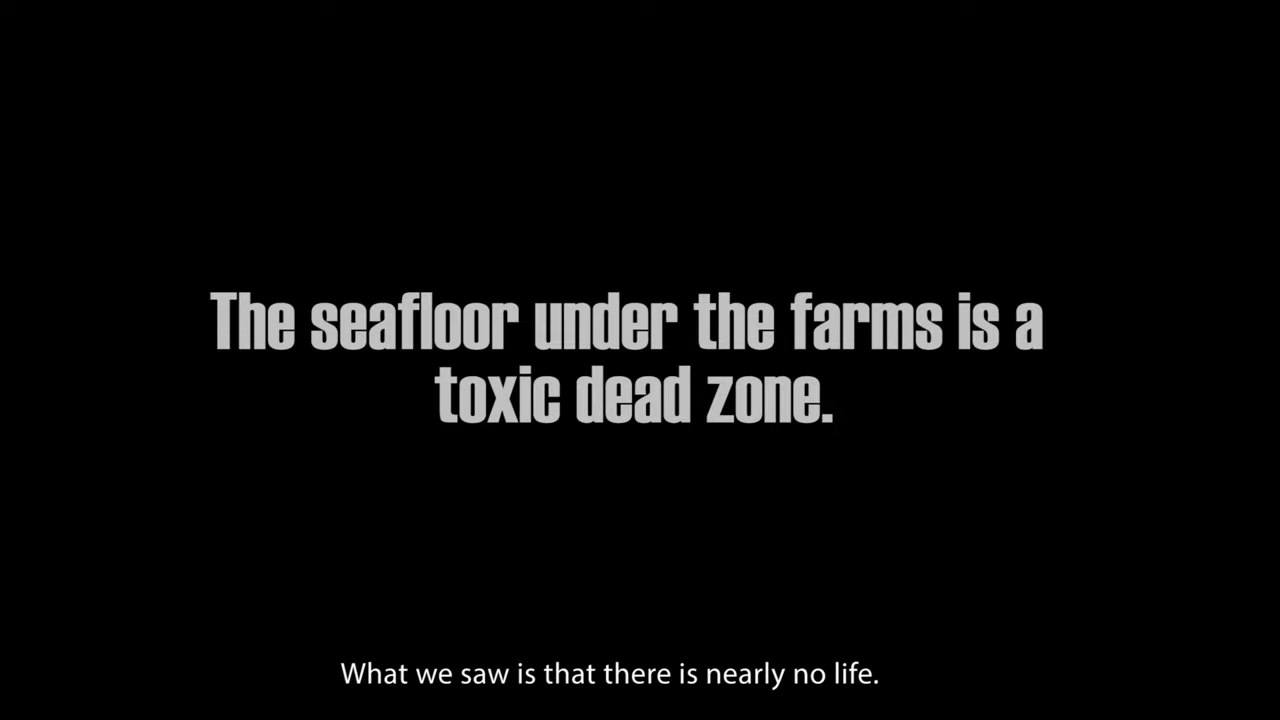 The seafloor under the farms is a
toxic dead zone.
What we saw is that there is nearly no life.